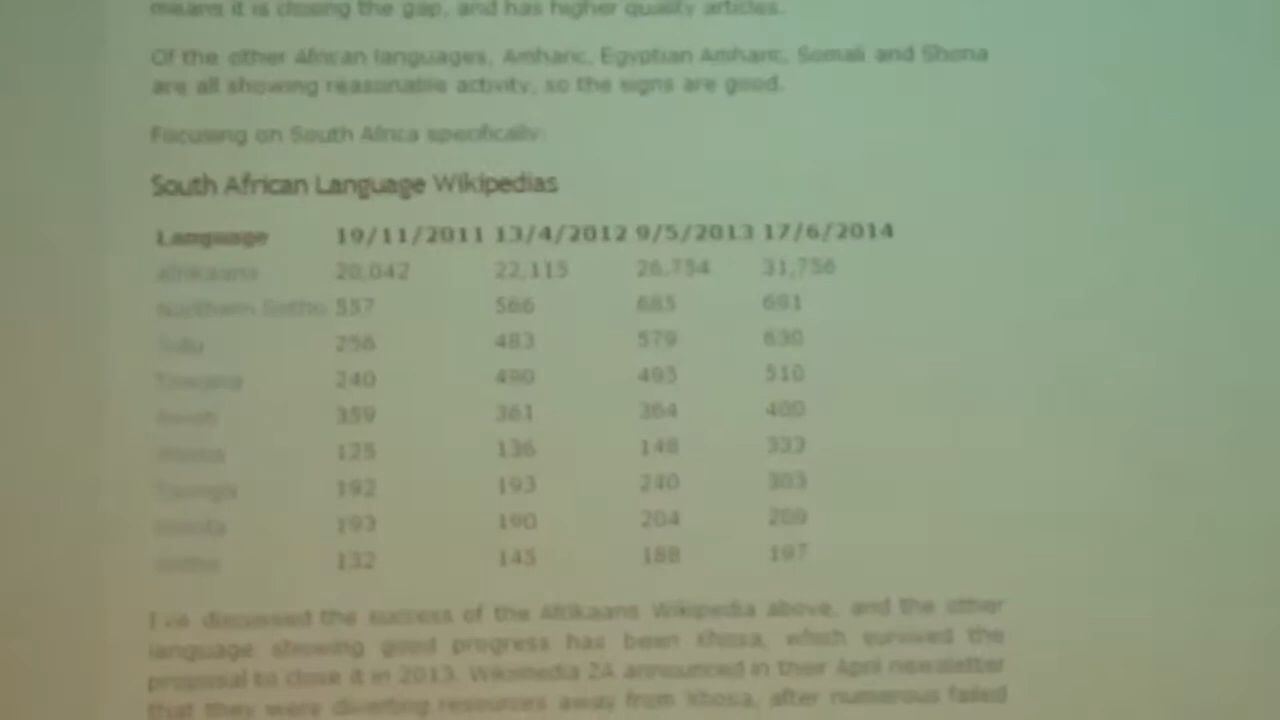 means it is closing the gap, and has higher quality articles.
Of the other African languages, Amharic, Egyptian Amharic, Somali and Shona
are all showing reasonable activity, so the signs are good.
Focusing on South Africa specifically:
South African Language Wikipedias
Language 19/11/2011 13/4/2012 9/5/2013 17/6/2014
Afrikaans 20,042 22,115 26,754 31,756
Northern Sotho 557 566 685 691
Zulu 256 483 579 630
Tswana 240 490 495 510
Swati 359 361 364 400
Xhosa 125 136 148 333
Tsonga 192 193 240 303
Venda 193 190 204 209
Sotho 132 145 188 197
I've discussed the success of the Afrikaans Wikipedia above, and the other
language showing good progress has been Xhosa, which survived the
proposal to close it in 2013. Wikimedia ZA announced in their April newsletter
that they were diverting resources away from Xhosa, after numerous failed